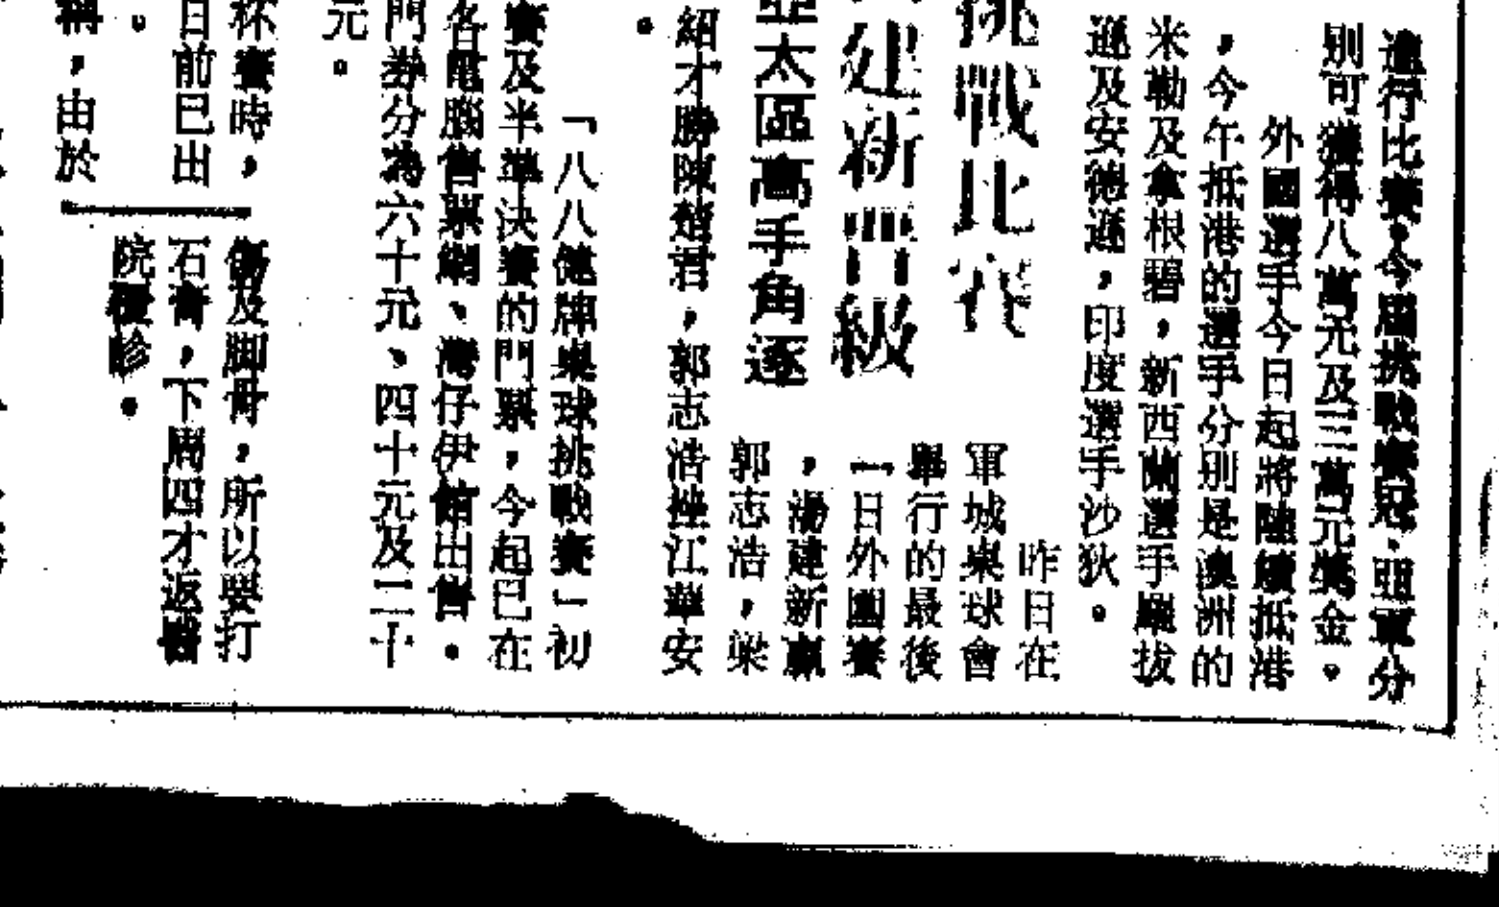 進行比賽。今屆挑戰賽冠、亞軍分
別可獲得八萬元及三萬元獎金。
外國選手今日起將陸續抵港
，今午抵港的選手分別是澳洲的
米勒及拿根碧，新西蘭選手龐拔
遜及安德遜，印度選手沙狄。
挑戰比賽
建新晋級
亞太區高手角逐
昨日在
軍城桌球會
舉行的最後
一日外圍賽
，湯建新贏
郭志浩，梁
紹才勝陳楚君，郭志浩挫江華安
。
「八八健牌桌球挑戰賽」初
賽及半準決賽的門票，今起已在
各電腦售票網、灣仔伊館出售。
門券分為六十元、四十元及二十
元。
杯賽時，
日前已出
。
稱，由於
傷及脚骨，所以要打
石膏，下周四才返醫
院覆診。